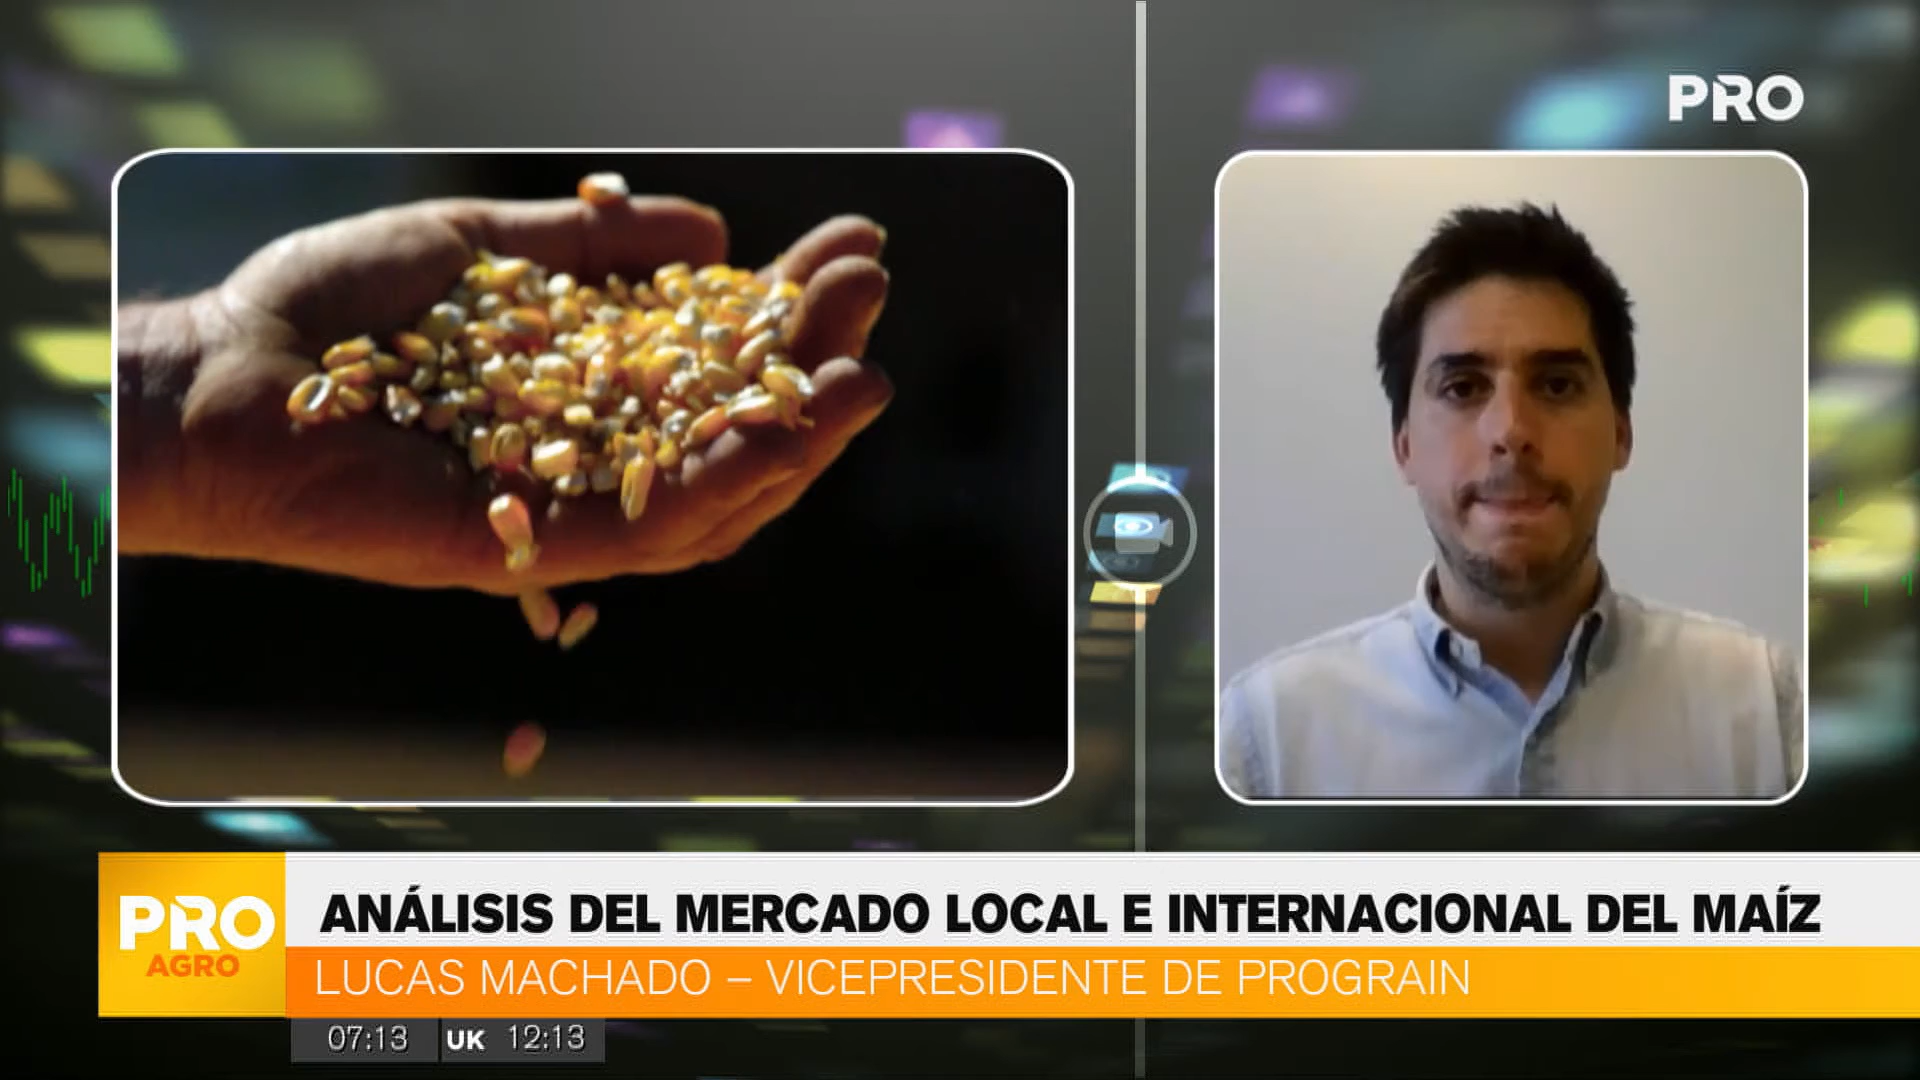 PRO
ANÁLISIS DEL MERCADO LOCAL E INTERNACIONAL DEL MAÍZ
PRO
AGRO
LUCAS MACHADO – VICEPRESIDENTE DE PROGRAIN
07:13 UK 12:13